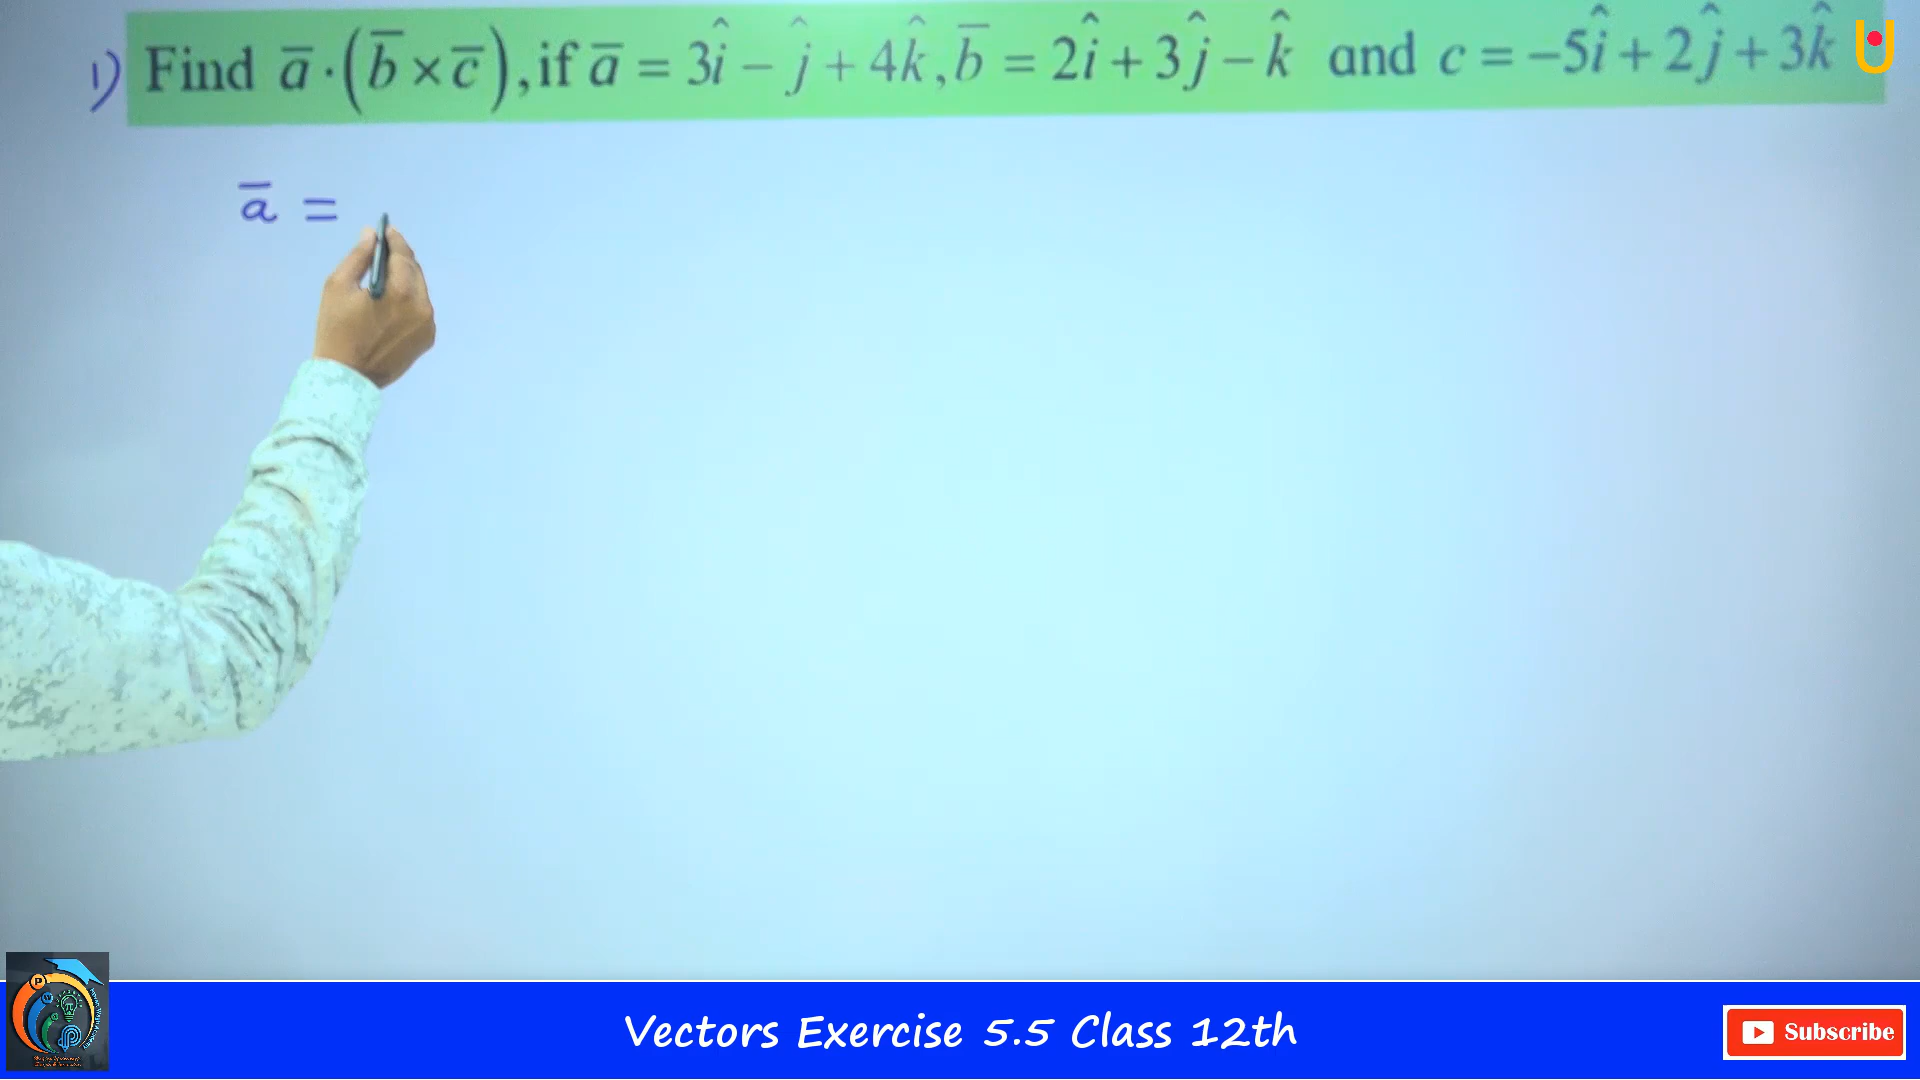 1) Find a̅·(b̅×c̅), if a̅ = 3î − ĵ + 4k̂, b̅ = 2î + 3ĵ − k̂ and c = −5î + 2ĵ + 3k̂
a̅ =
Vectors Exercise 5.5 Class 12th
Subscribe